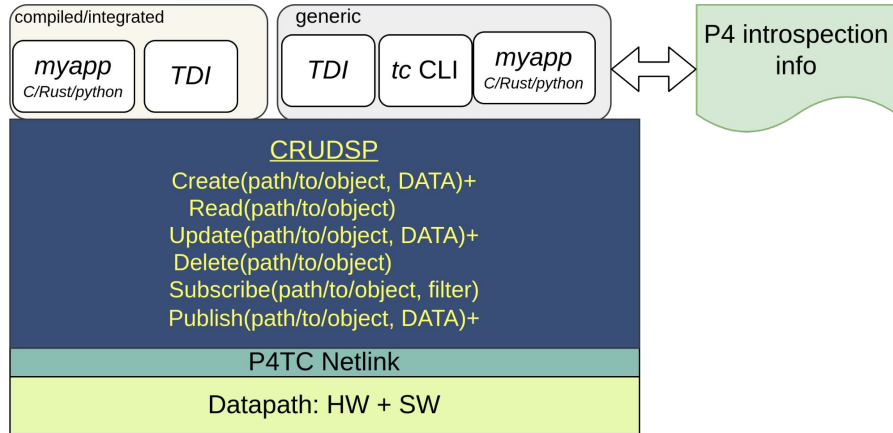 compiled/integrated
myapp
C/Rust/python
TDI
generic
TDI
tc CLI
myapp
C/Rust/python
P4 introspection
info
CRUDSP
Create(path/to/object, DATA)+
Read(path/to/object)
Update(path/to/object, DATA)+
Delete(path/to/object)
Subscribe(path/to/object, filter)
Publish(path/to/object, DATA)+
P4TC Netlink
Datapath: HW + SW